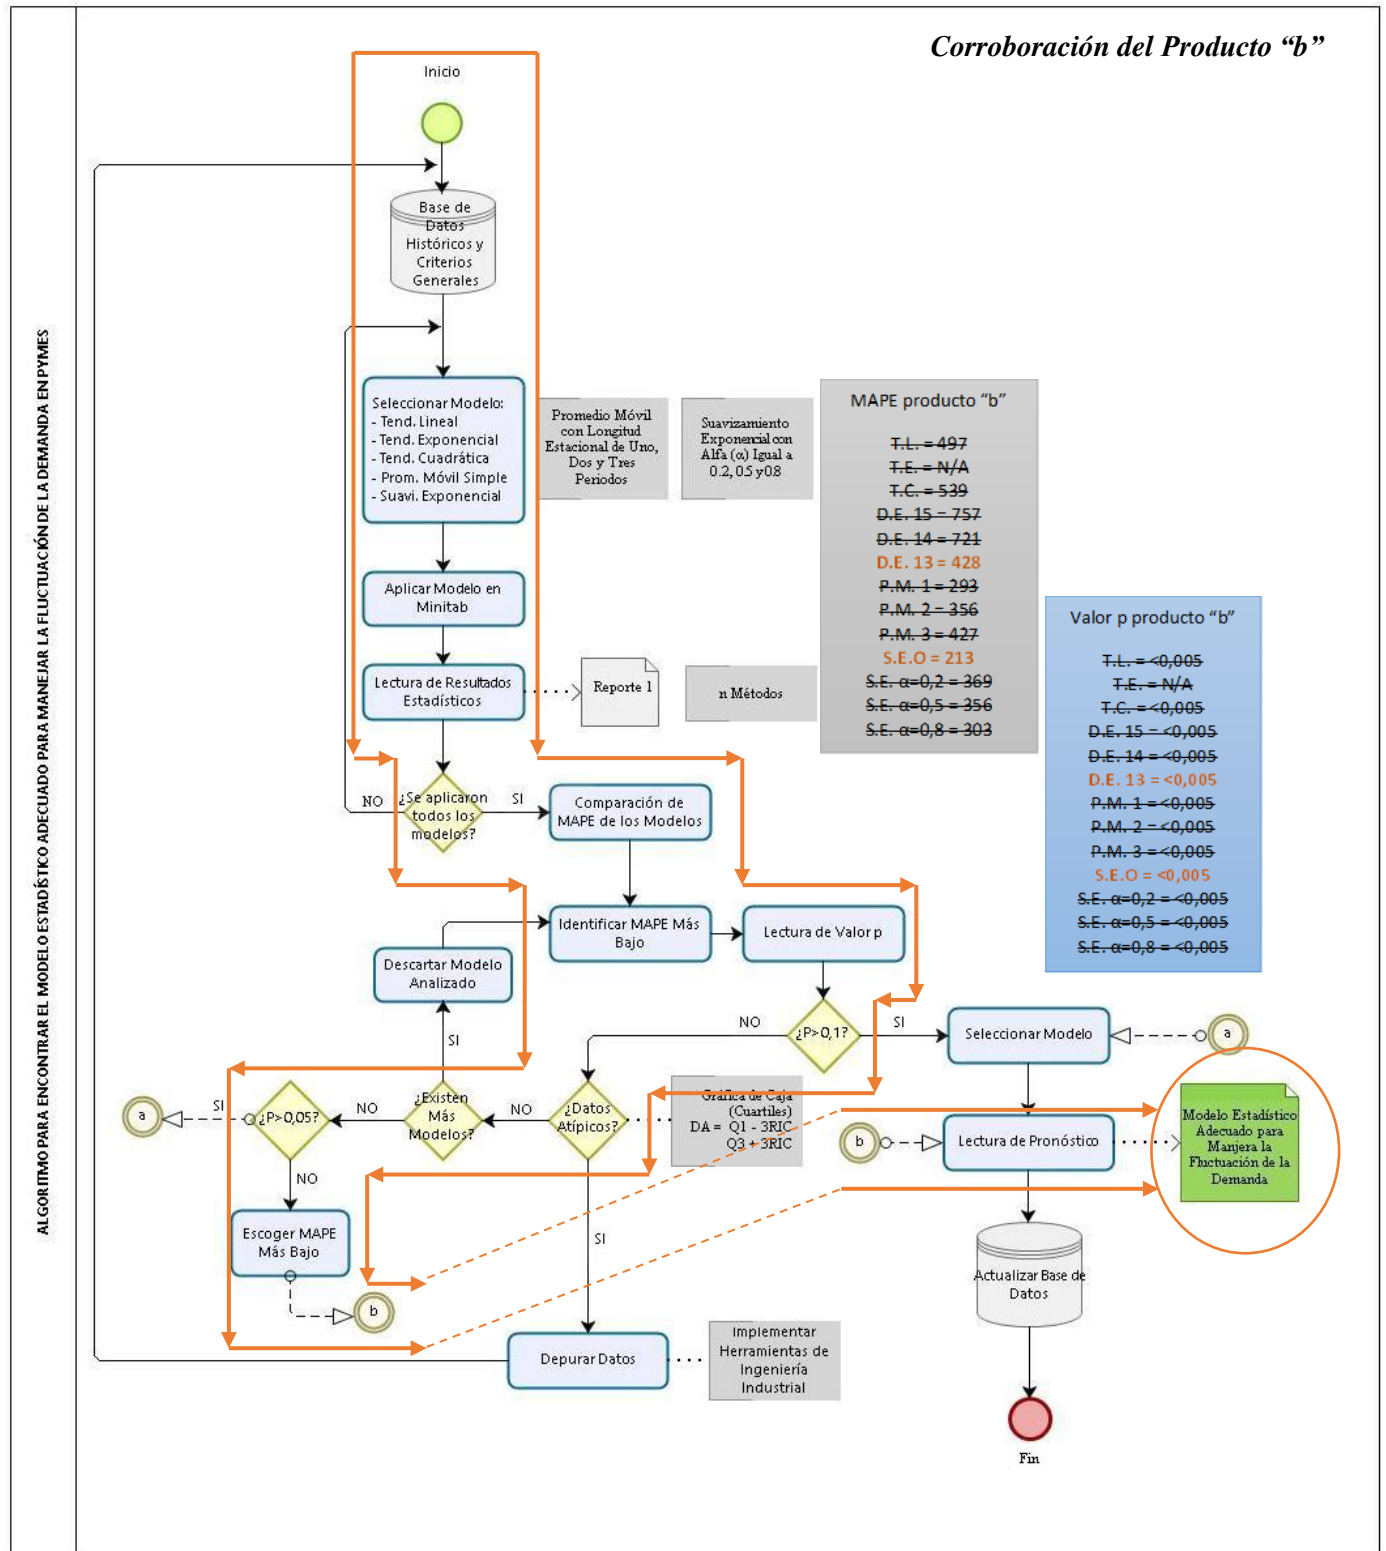 Corroboración del Producto “b”
ALGORITMO PARA ENCONTRAR EL MODELO ESTADÍSTICO ADECUADO PARA MANEJAR LA FLUCTUACIÓN DE LA DEMANDA EN PYMES
Inicio
Base de
Datos
Históricos y
Criterios
Generales
Seleccionar Modelo:
- Tend. Lineal
- Tend. Exponencial
- Tend. Cuadrática
- Prom. Móvil Simple
- Suavi. Exponencial
Promedio Móvil
con Longitud
Estacional de Uno,
Dos y Tres
Periodos
Suavizamiento
Exponencial con
Alfa (α) Igual a
0.2, 0.5 y 0.8
MAPE producto “b”
T.L. = 497
T.E. = N/A
T.C. = 539
D.E. 15 = 757
D.E. 14 = 721
D.E. 13 = 428
P.M. 1 = 293
P.M. 2 = 356
P.M. 3 = 427
S.E.O = 213
S.E. α=0,2 = 369
S.E. α=0,5 = 356
S.E. α=0,8 = 303
Aplicar Modelo en
Minitab
Lectura de Resultados
Estadísticos
Reporte 1
n Métodos
Valor p producto “b”
T.L. = <0,005
T.E. = N/A
T.C. = <0,005
D.E. 15 = <0,005
D.E. 14 = <0,005
D.E. 13 = <0,005
P.M. 1 = <0,005
P.M. 2 = <0,005
P.M. 3 = <0,005
S.E.O = <0,005
S.E. α=0,2 = <0,005
S.E. α=0,5 = <0,005
S.E. α=0,8 = <0,005
NO
¿Se aplicaron
todos los
modelos?
SI
Comparación de
MAPE de los Modelos
Identificar MAPE Más
Bajo
Lectura de Valor p
Descartar Modelo
Analizado
NO
¿P>0,1?
SI
Seleccionar Modelo
a
SI
a
SI
¿P>0,05?
NO
¿Existen
Más
Modelos?
NO
¿Datos
Atípicos?
Gráfica de Caja
(Cuartiles)
DA = Q1 - 3RIC
Q3 + 3RIC
b
Lectura de Pronóstico
Modelo Estadístico
Adecuado para
Manjera la
Fluctuación de la
Demanda
NO
Escoger MAPE
Más Bajo
SI
b
Actualizar Base de
Datos
Depurar Datos
Implementar
Herramientas de
Ingeniería
Industrial
Fin